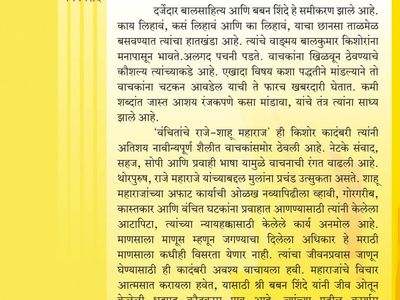 दर्जेदार बालसाहित्य आणि बबन शिंदे हे समीकरण झाले आहे.
काय लिहावं, कसं लिहावं आणि का लिहावं, याचा छानसा ताळमेळ
बसवण्यात त्यांचा हातखंडा आहे. त्यांचे वाङ्मय बालकुमार किशोरांना
मनापासून भावते.अलगद पचनी पडते. वाचकांना खिळवून ठेवण्याचे
कौशल्य त्यांच्याकडे आहे. एखादा विषय कशा पद्धतीने मांडल्याने तो
वाचकांना चटकन आवडेल याची ते फारच खबरदारी घेतात. कमी
शब्दांत जास्त आशय रंजकपणे कसा मांडावा, यांचे तंत्र त्यांना साध्य
झाले आहे.
'वंचितांचे राजे-शाहू महाराज' ही किशोर कादंबरी त्यांनी
अतिशय नावीन्यपूर्ण शैलीत वाचकांसमोर ठेवली आहे. नेटके संवाद,
सहज, सोपी आणि प्रवाही भाषा यामुळे वाचनाची रंगत वाढली आहे.
थोरपुरुष, राजे महाराजे यांच्याबद्दल मुलांना प्रचंड उत्सुकता असते. शाहू
महाराजांच्या अफाट कार्याची ओळख नव्यापिढीला व्हावी, गोरगरीब,
कास्तकार आणि वंचित घटकांना प्रवाहात आणण्यासाठी त्यांनी केलेला
आटापिटा, त्यांच्या न्यायहक्कासाठीचे केलेले कार्य अनमोल आहे.
माणसाला माणूस म्हणून जगण्याचा दिलेला अधिकार हे मराठी
माणसाला कधीही विसरता येणार नाही. त्यांचा जीवनप्रवास जाणून
घेण्यासाठी ही कादंबरी अवश्य वाचायला हवी. महाराजांचे विचार
आत्मसात करायला हवेत, यासाठी श्री बबन शिंदे यांनी जीव ओतून